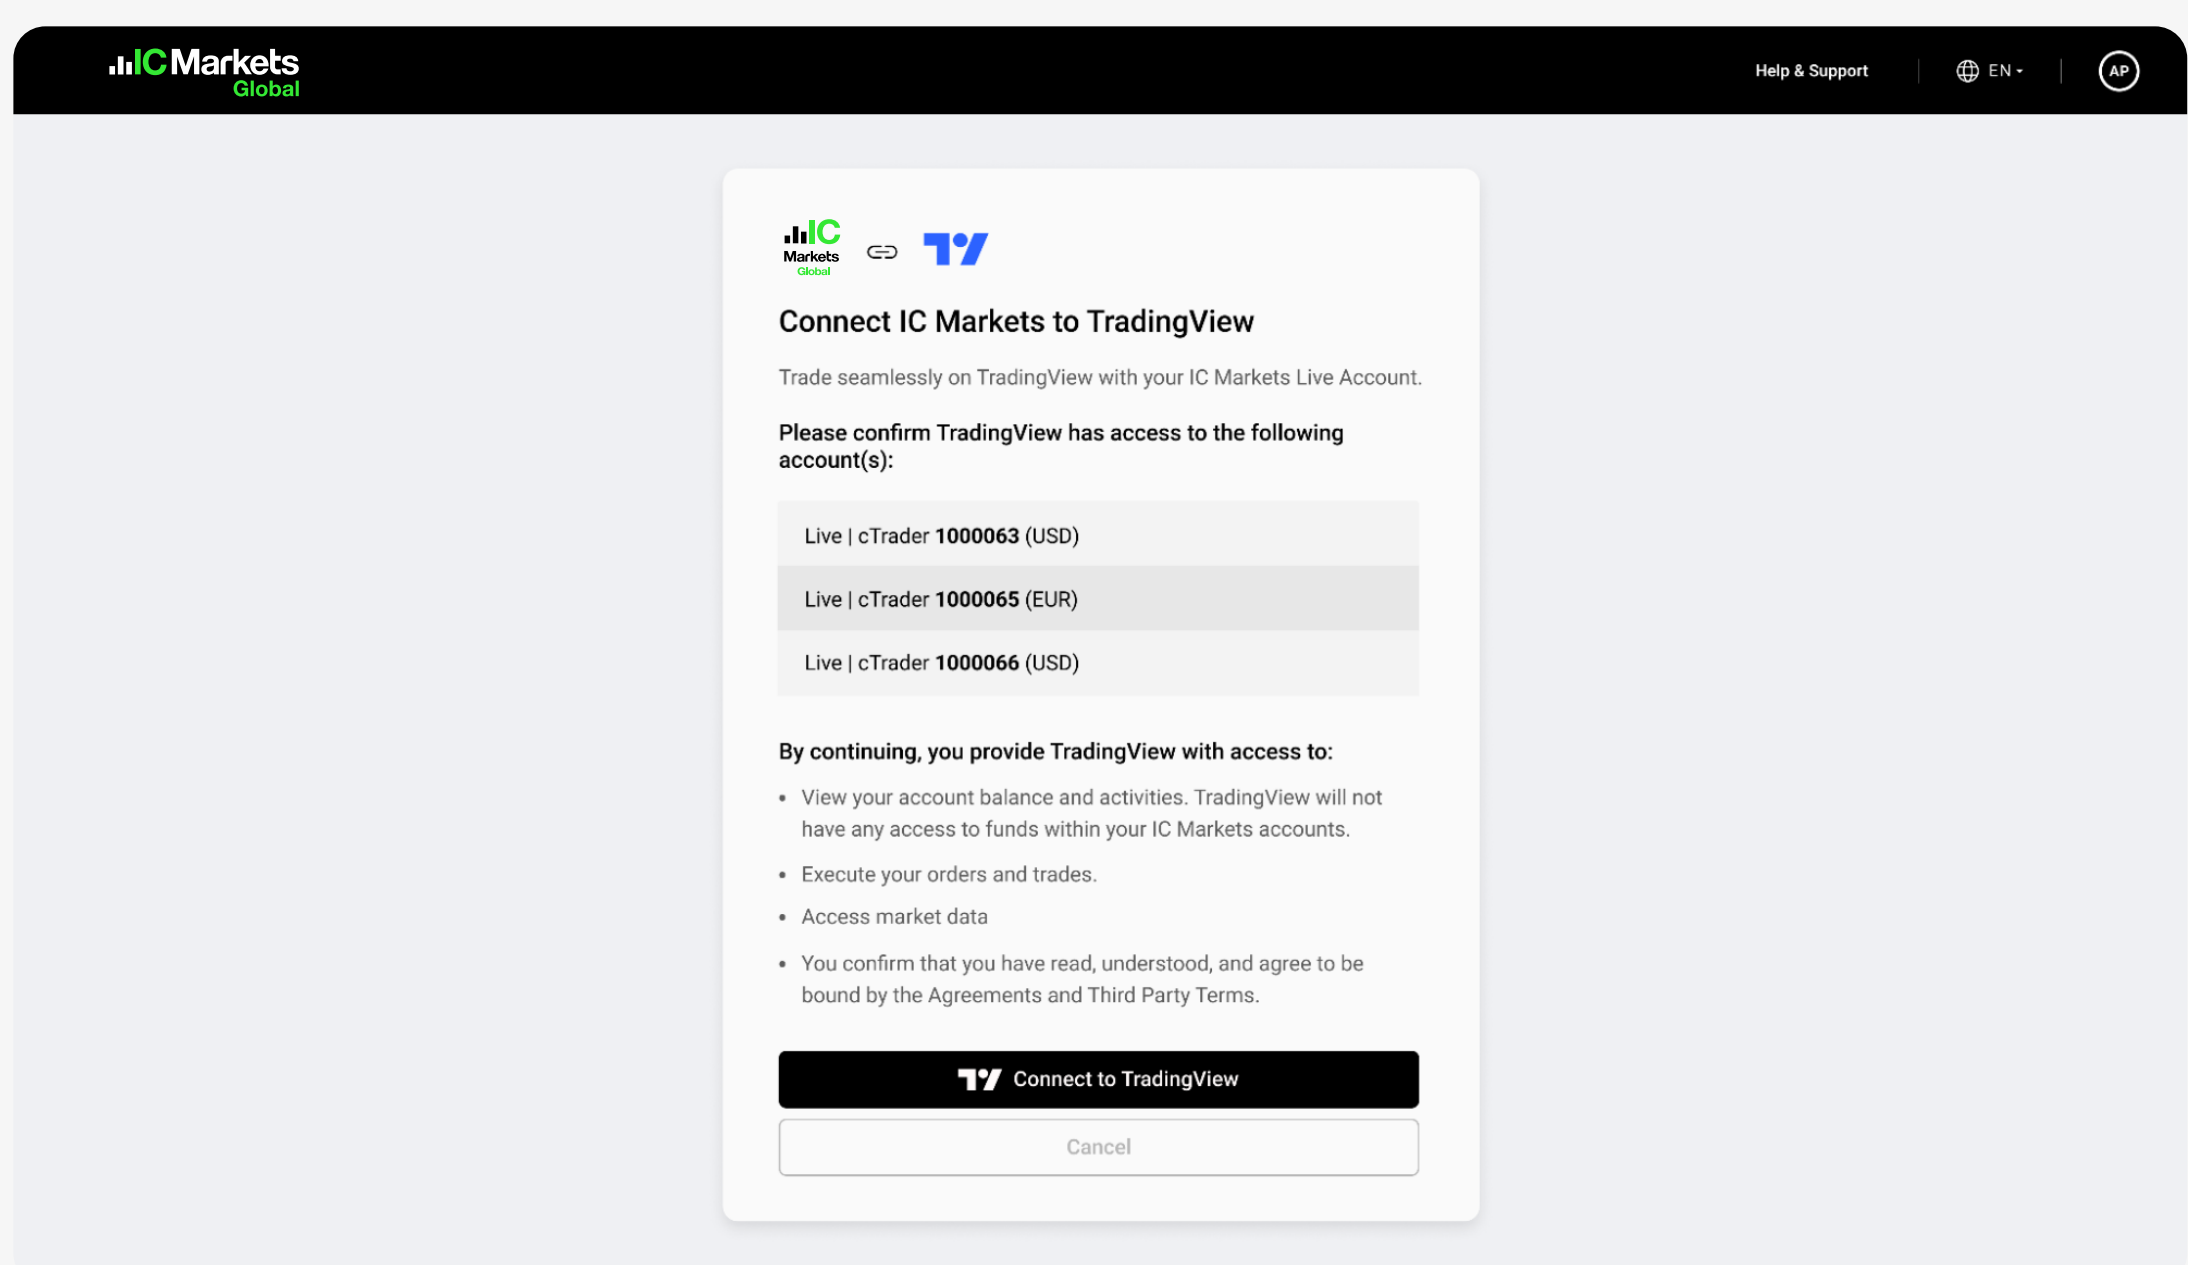 IC Markets
Global
Help & Support
EN
AP
IC
Markets
Global
Connect IC Markets to TradingView
Trade seamlessly on TradingView with your IC Markets Live Account.
Please confirm TradingView has access to the following
account(s):
Live | cTrader 1000063 (USD)
Live | cTrader 1000065 (EUR)
Live | cTrader 1000066 (USD)
By continuing, you provide TradingView with access to:
• View your account balance and activities. TradingView will not
have any access to funds within your IC Markets accounts.
• Execute your orders and trades.
• Access market data
• You confirm that you have read, understood, and agree to be
bound by the Agreements and Third Party Terms.
Connect to TradingView
Cancel